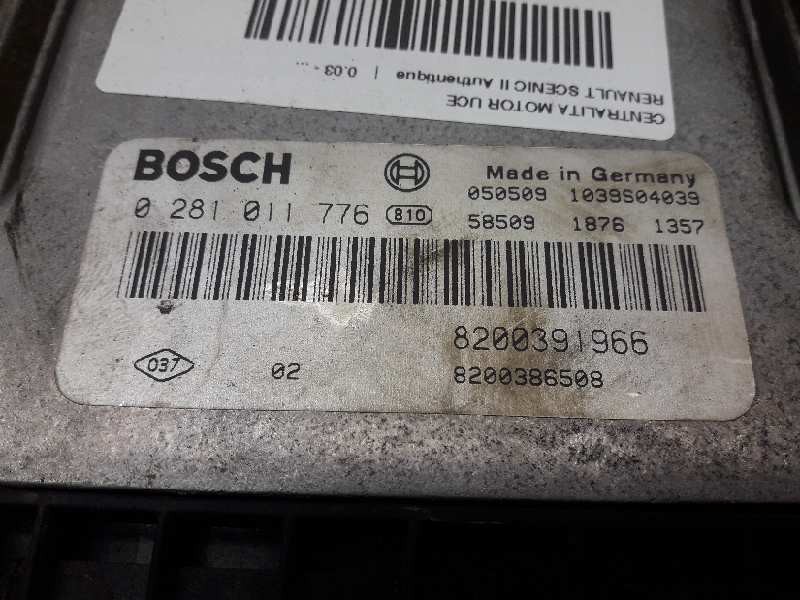 CENTRALITA MOTOR UCE
RENAULT SCENIC II Authentique | 0.03 - ...
BOSCH
Made in Germany
0 281 011 776 810
050509 1039S04039
58509 1876 1357
8200391966
037 02
8200386508